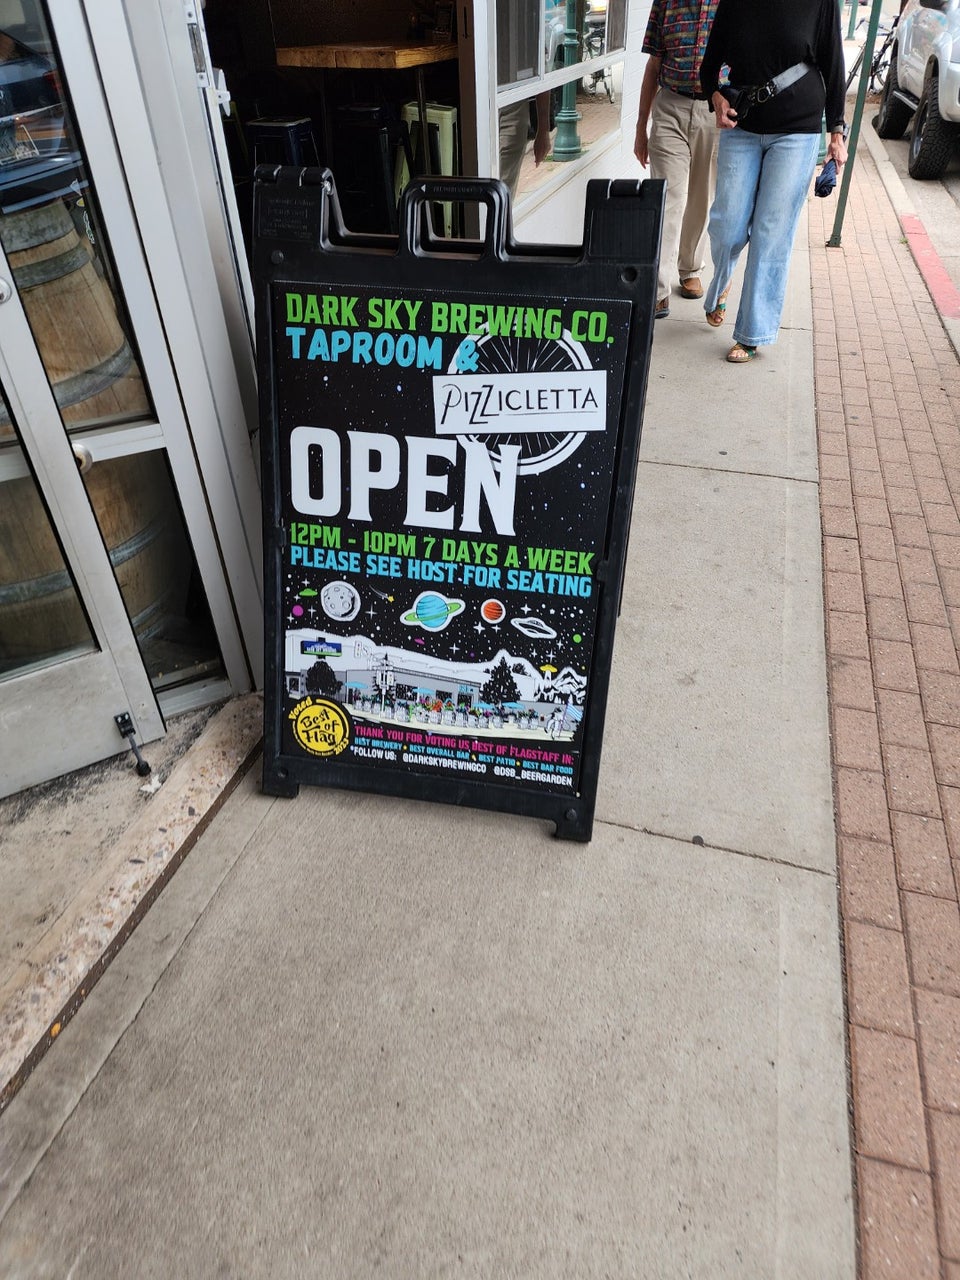 DARK SKY BREWING CO.
TAPROOM &
PIZZICLETTA
OPEN
12PM - 10PM 7 DAYS A WEEK
PLEASE SEE HOST FOR SEATING
VOTED
Best of
Flag
2023
THANK YOU FOR VOTING US BEST OF FLAGSTAFF IN:
BEST BREWERY ★ BEST OVERALL BAR ★ BEST PATIO ★ BEST BAR FOOD
*FOLLOW US: @DARKSKYBREWINGCO @DSB_BEERGARDEN